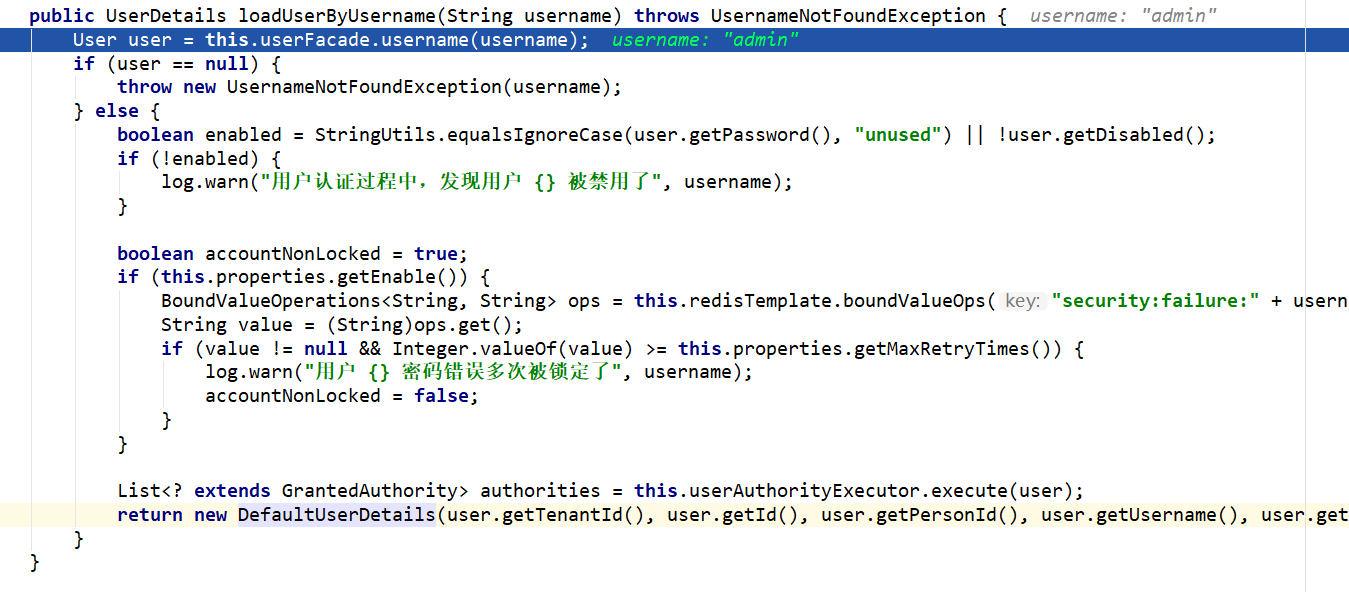 public UserDetails loadUserByUsername(String username) throws UsernameNotFoundException {  username: "admin"
    User user = this.userFacade.username(username);  username: "admin"
    if (user == null) {
        throw new UsernameNotFoundException(username);
    } else {
        boolean enabled = StringUtils.equalsIgnoreCase(user.getPassword(), "unused") || !user.getDisabled();
        if (!enabled) {
            log.warn("用户认证过程中，发现用户 {} 被禁用了", username);
        }
        boolean accountNonLocked = true;
        if (this.properties.getEnable()) {
            BoundValueOperations<String, String> ops = this.redisTemplate.boundValueOps( key: "security:failure:" + usern
            String value = (String)ops.get();
            if (value != null && Integer.valueOf(value) >= this.properties.getMaxRetryTimes()) {
                log.warn("用户 {} 密码错误多次被锁定了", username);
                accountNonLocked = false;
            }
        }
        List<? extends GrantedAuthority> authorities = this.userAuthorityExecutor.execute(user);
        return new DefaultUserDetails(user.getTenantId(), user.getId(), user.getPersonId(), user.getUsername(), user.get
    }
}